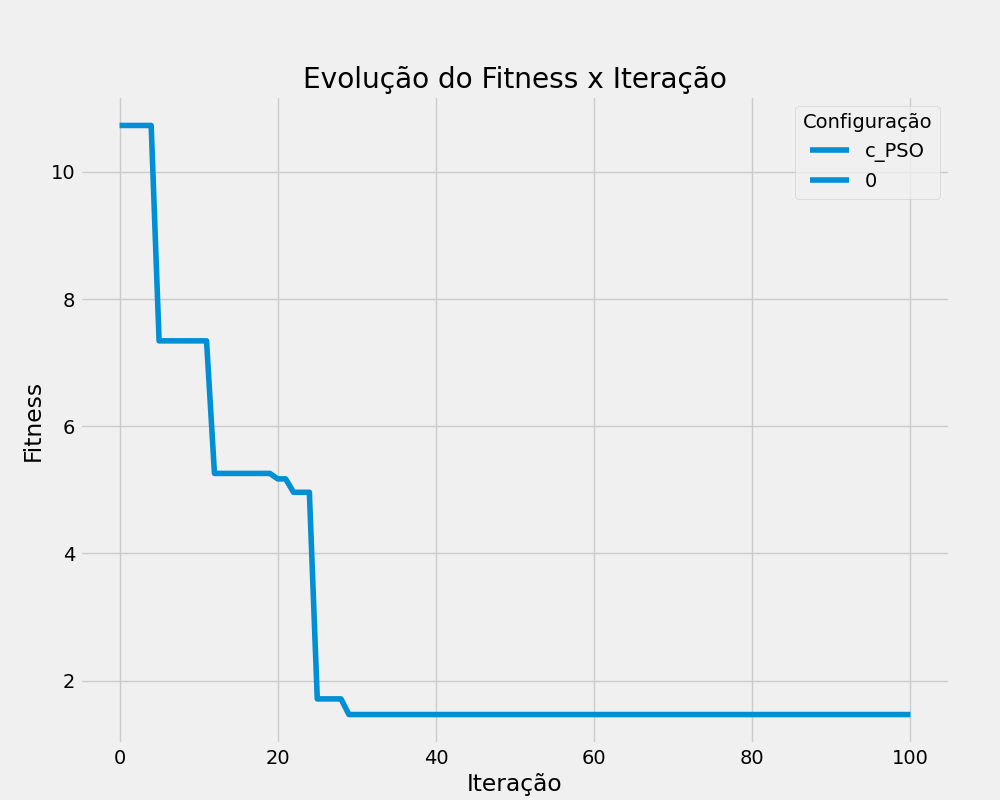 Evolução do Fitness x Iteração
Configuração
c_PSO
0
Fitness
10
8
6
4
2
0 20 40 60 80 100
Iteração